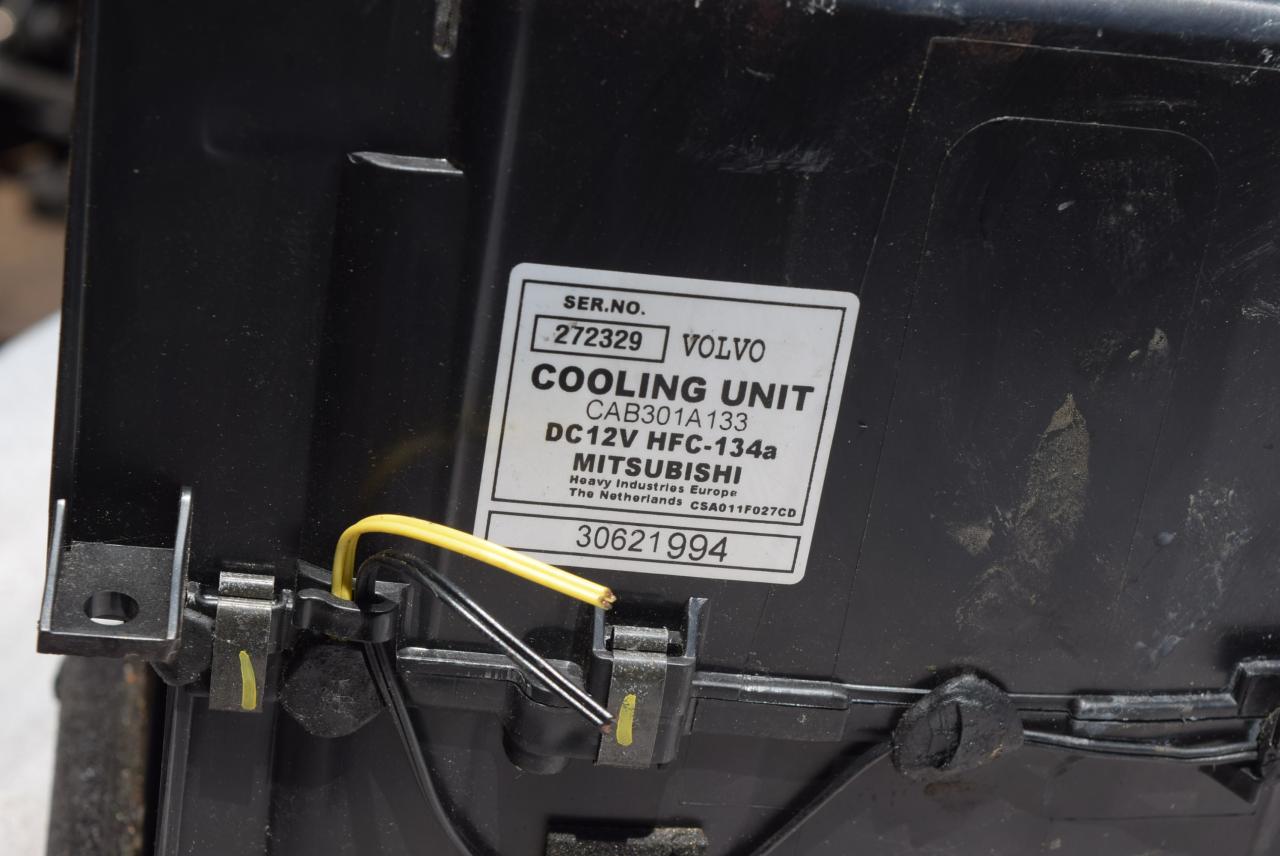 SER.NO.
272329 VOLVO
COOLING UNIT
CAB301A133
DC12V HFC-134a
MITSUBISHI
Heavy Industries Europe
The Netherlands CSA011F027CD
30621994